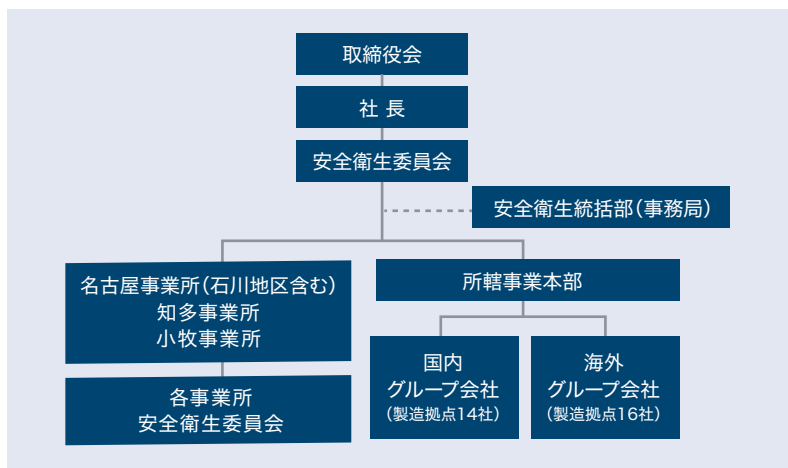 取締役会
社 長
安全衛生委員会
安全衛生統括部（事務局）
名古屋事業所（石川地区含む）
知多事業所
小牧事業所
所轄事業本部
各事業所
安全衛生委員会
国内
グループ会社
（製造拠点14社）
海外
グループ会社
（製造拠点16社）